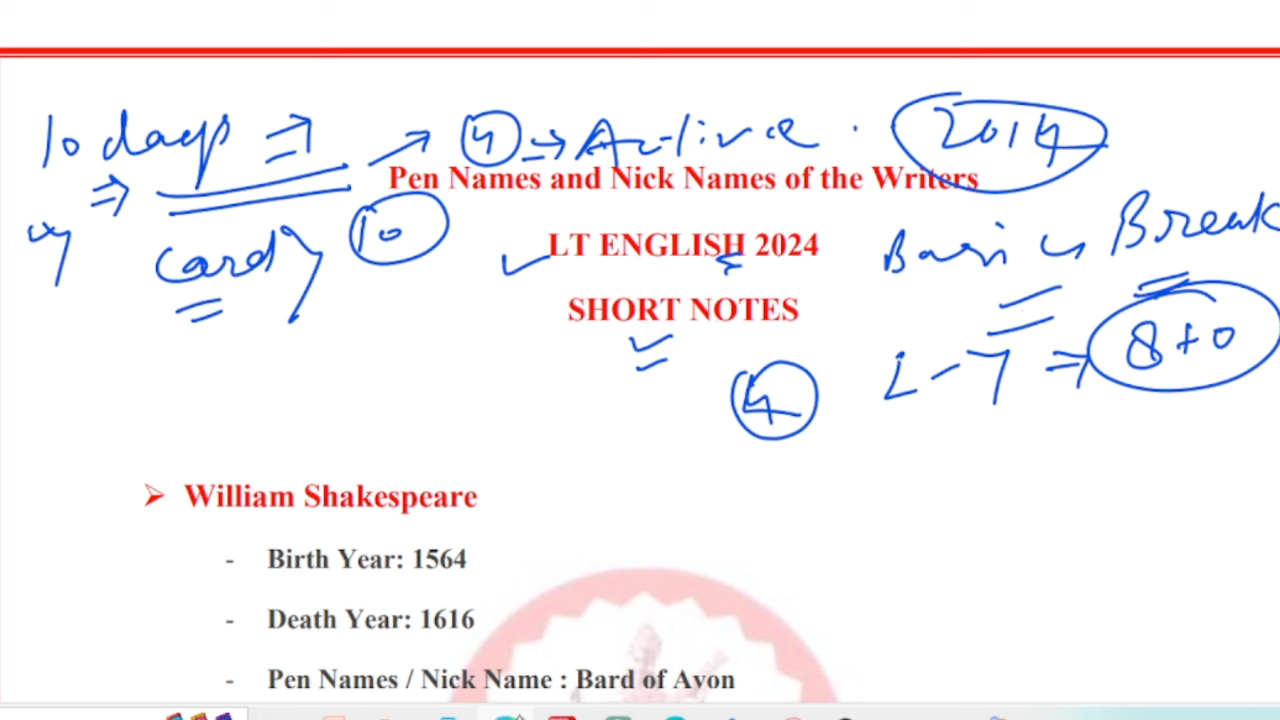 10 days ⇒ → 4 ⇒ Active . 2014
Pen Names and Nick Names of the Writers
⇒ card 10
LT ENGLISH 2024
Basic Break
SHORT NOTES
L-7 ⇒ 8+0
4
➢ William Shakespeare
- Birth Year: 1564
- Death Year: 1616
- Pen Names / Nick Name : Bard of Avon